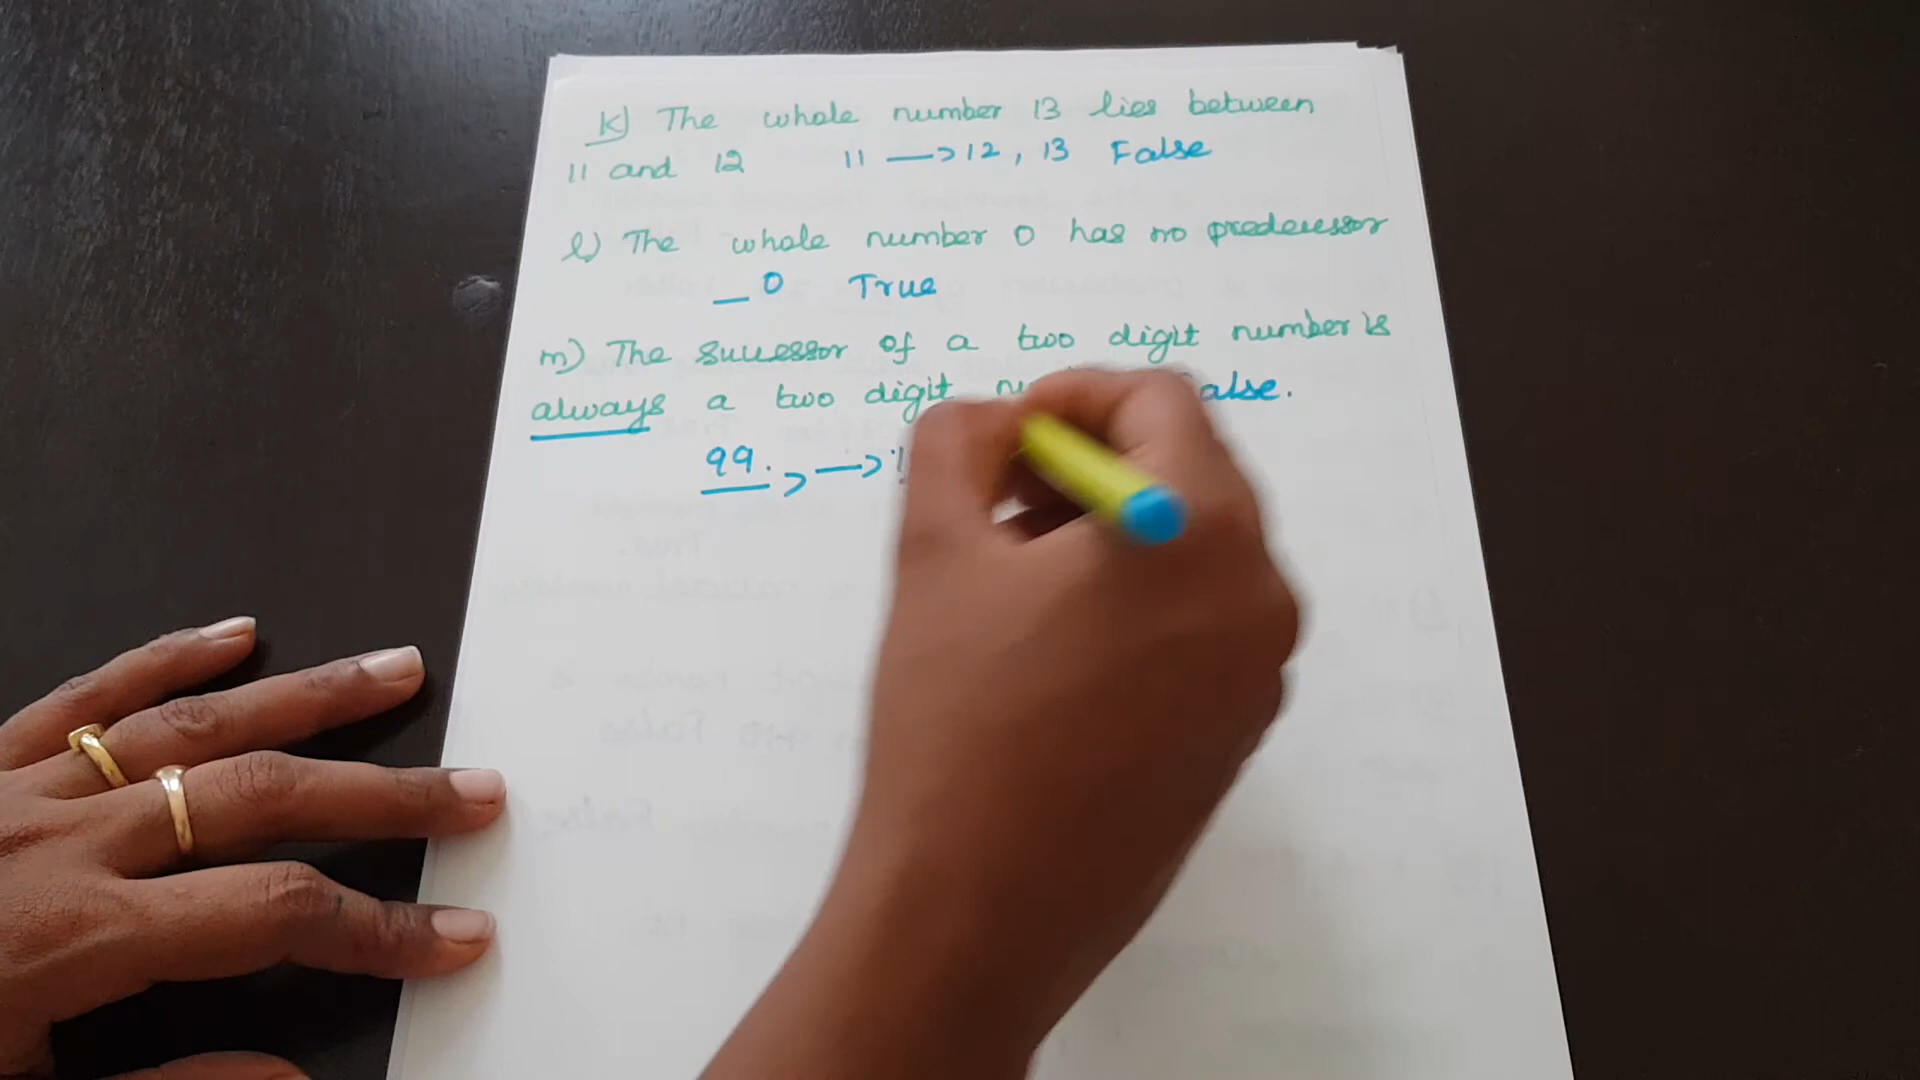 k) The whole number 13 lies between
11 and 12 11 → 12, 13 False
l) The whole number 0 has no predecessor
_ 0 True
m) The successor of a two digit number is
always a two digit
99. > →